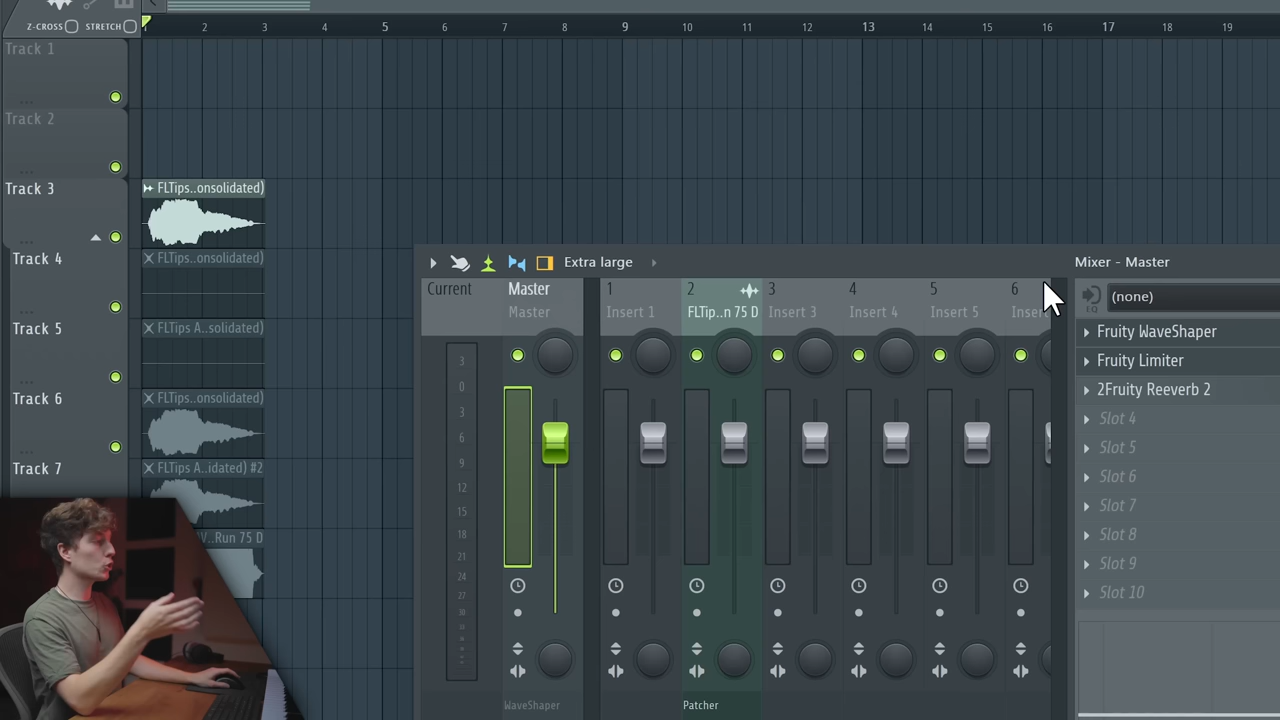 Z-CROSS STRETCH
1 2 3 4 5 6 7 8 9 10 11 12 13 14 15 16 17 18 19
Track 1
Track 2
Track 3
FLTips..onsolidated)
Track 4
FLTips..onsolidated)
Track 5
FLTips A..solidated)
Track 6
FLTips..onsolidated)
Track 7
FLTips A..idated) #2
V..Run 75 D
Extra large
Mixer - Master
Current
Master
1
2
3
4
5
6
Master
Insert 1
FLTip..n 75 D
Insert 3
Insert 4
Insert 5
Insert
3
0
3
6
9
12
15
18
21
24
27
30
(none)
EQ
Fruity WaveShaper
Fruity Limiter
2Fruity Reeverb 2
Slot 4
Slot 5
Slot 6
Slot 7
Slot 8
Slot 9
Slot 10
WaveShaper
Patcher